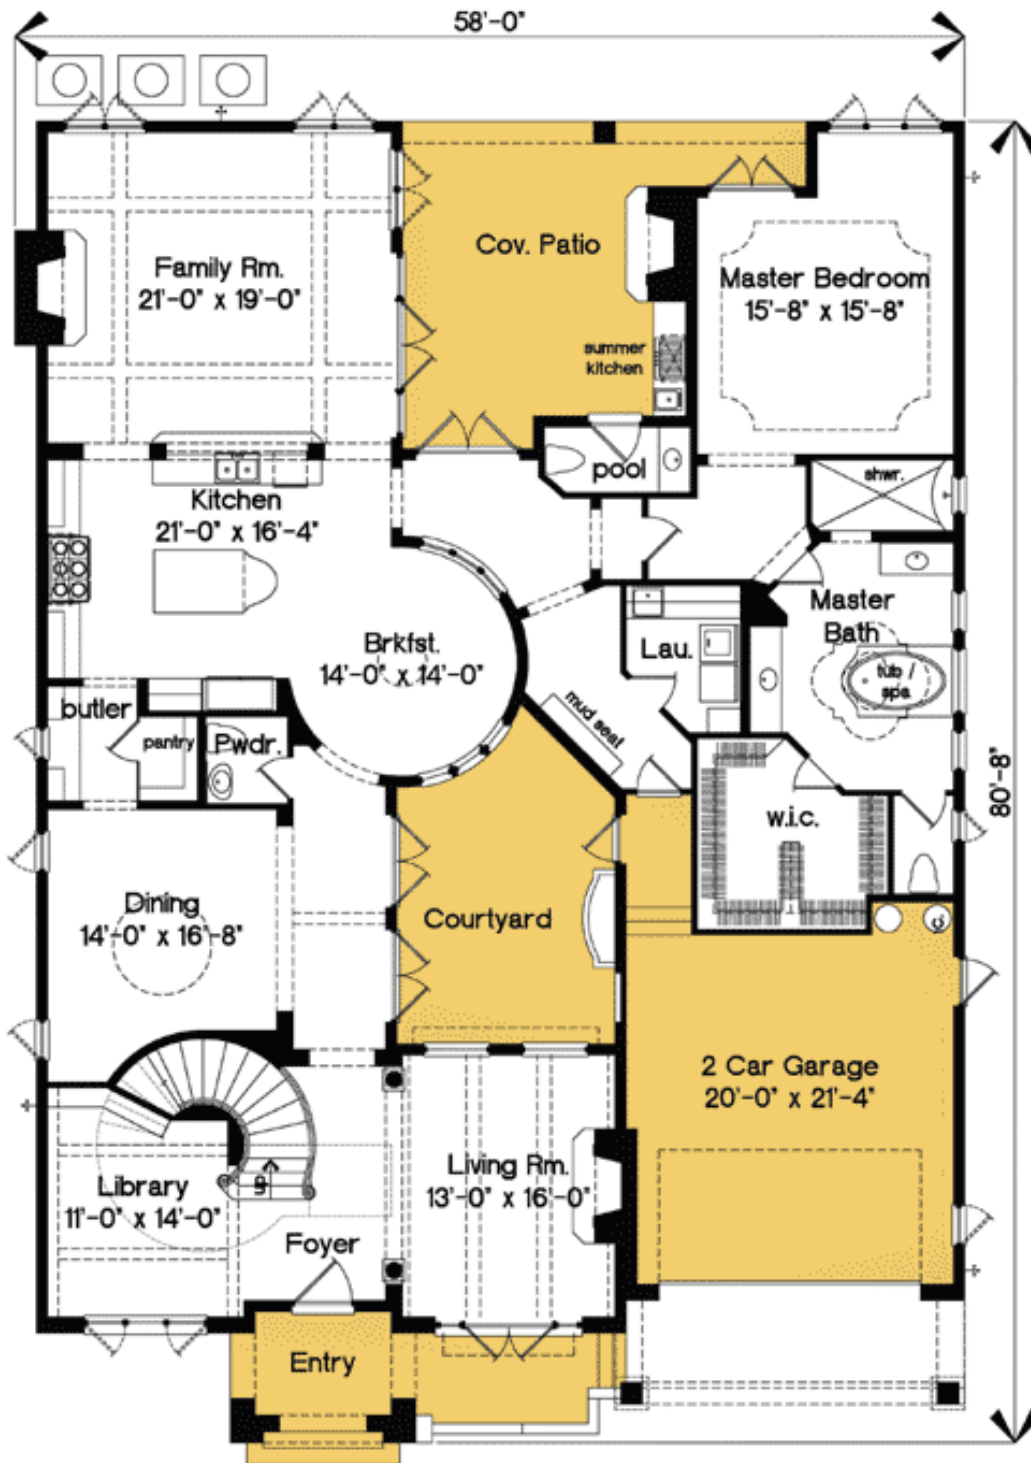 58'-0"
Family Rm.
21'-0" x 19'-0"
Cov. Patio
Master Bedroom
15'-8" x 15'-8"
summer
kitchen
pool
shwr.
Kitchen
21'-0" x 16'-4"
Master
Bath
Brkfst.
14'-0" x 14'-0"
Lau.
tub /
spa
mud seat
butler
pantry
Pwdr.
80'-8"
w.i.c.
Dining
14'-0" x 16'-8"
Courtyard
2 Car Garage
20'-0" x 21'-4"
Living Rm.
13'-0" x 16'-0"
up
Library
11'-0" x 14'-0"
Foyer
Entry